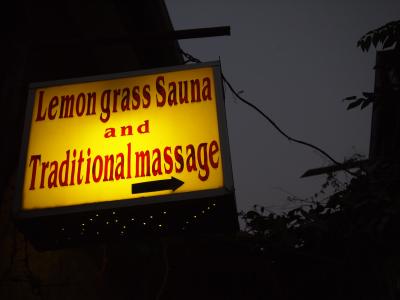 Lemon grass Sauna
and
Traditional massage